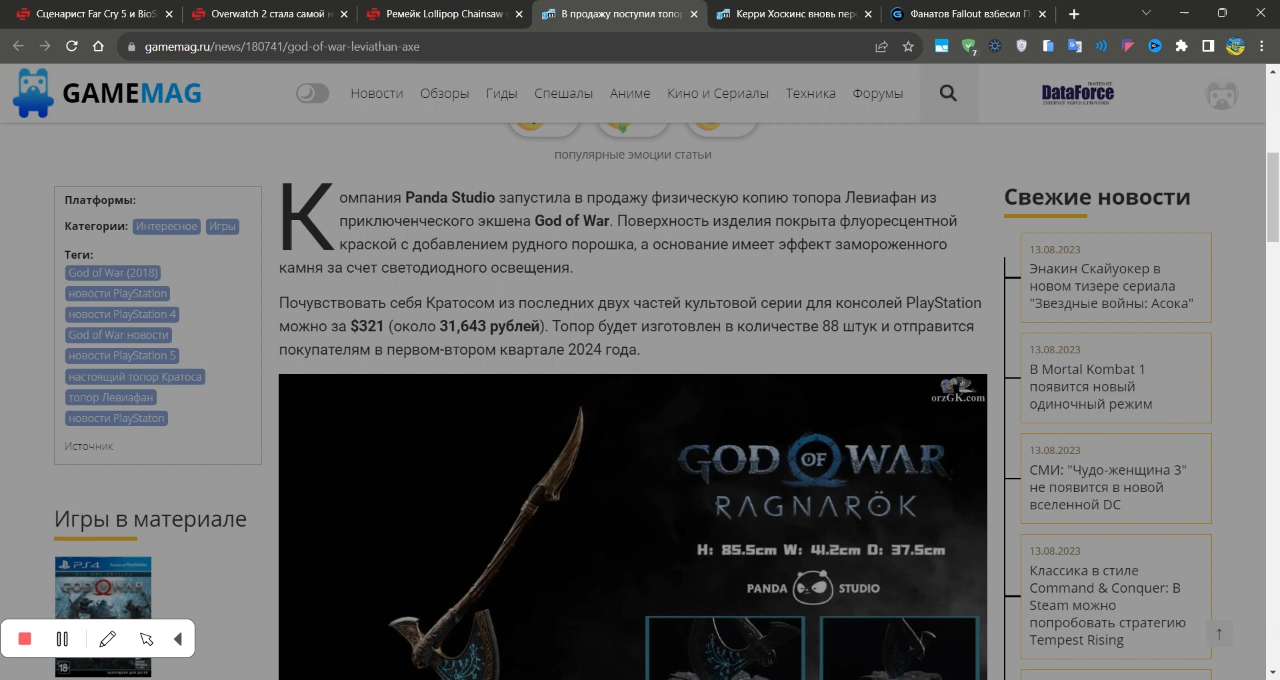 Сценарист Far Cry 5 и BioS
Overwatch 2 стала самой н
Ремейк Lollipop Chainsaw с
В продажу поступил топор
Керри Хоскинс вновь пер
Фанатов Fallout взбесил П
gamemag.ru/news/180741/god-of-war-leviathan-axe
7
GAMEMAG
Новости Обзоры Гиды Спешалы Аниме Кино и Сериалы Техника Форумы
HOSTED BY
DataForce
популярные эмоции статьи
Платформы:
Категории: Интересное Игры
Теги:
God of War (2018)
новости PlayStation
новости PlayStation 4
God of War новости
новости PlayStation 5
настоящий топор Кратоса
топор Левиафан
новости PlayStaton
Источник
Игры в материале
PS4
GOD OF WAR
18
Компания Panda Studio запустила в продажу физическую копию топора Левиафан из
приключенческого экшена God of War. Поверхность изделия покрыта флуоресцентной
краской с добавлением рудного порошка, а основание имеет эффект замороженного
камня за счет светодиодного освещения.
Почувствовать себя Кратосом из последних двух частей культовой серии для консолей PlayStation
можно за $321 (около 31,643 рублей). Топор будет изготовлен в количестве 88 штук и отправится
покупателям в первом-втором квартале 2024 года.
orzGK.com
GOD OF WAR
RAGNARÖK
H: 85.5cm W: 41.2cm D: 37.5cm
PANDA STUDIO
Свежие новости
13.08.2023
Энакин Скайуокер в
новом тизере сериала
"Звездные войны: Асока"
13.08.2023
В Mortal Kombat 1
появится новый
одиночный режим
13.08.2023
СМИ: "Чудо-женщина 3"
не появится в новой
вселенной DC
13.08.2023
Классика в стиле
Command & Conquer: В
Steam можно
попробовать стратегию
Tempest Rising